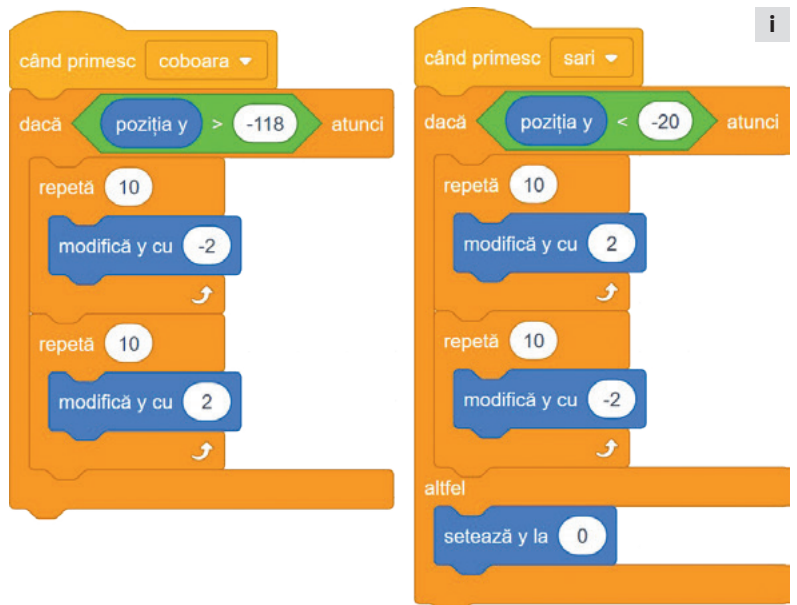 când primesc coboara
dacă poziția y > -118 atunci
repetă 10
modifică y cu -2
repetă 10
modifică y cu 2
i
când primesc sari
dacă poziția y < -20 atunci
repetă 10
modifică y cu 2
repetă 10
modifică y cu -2
altfel
setează y la 0